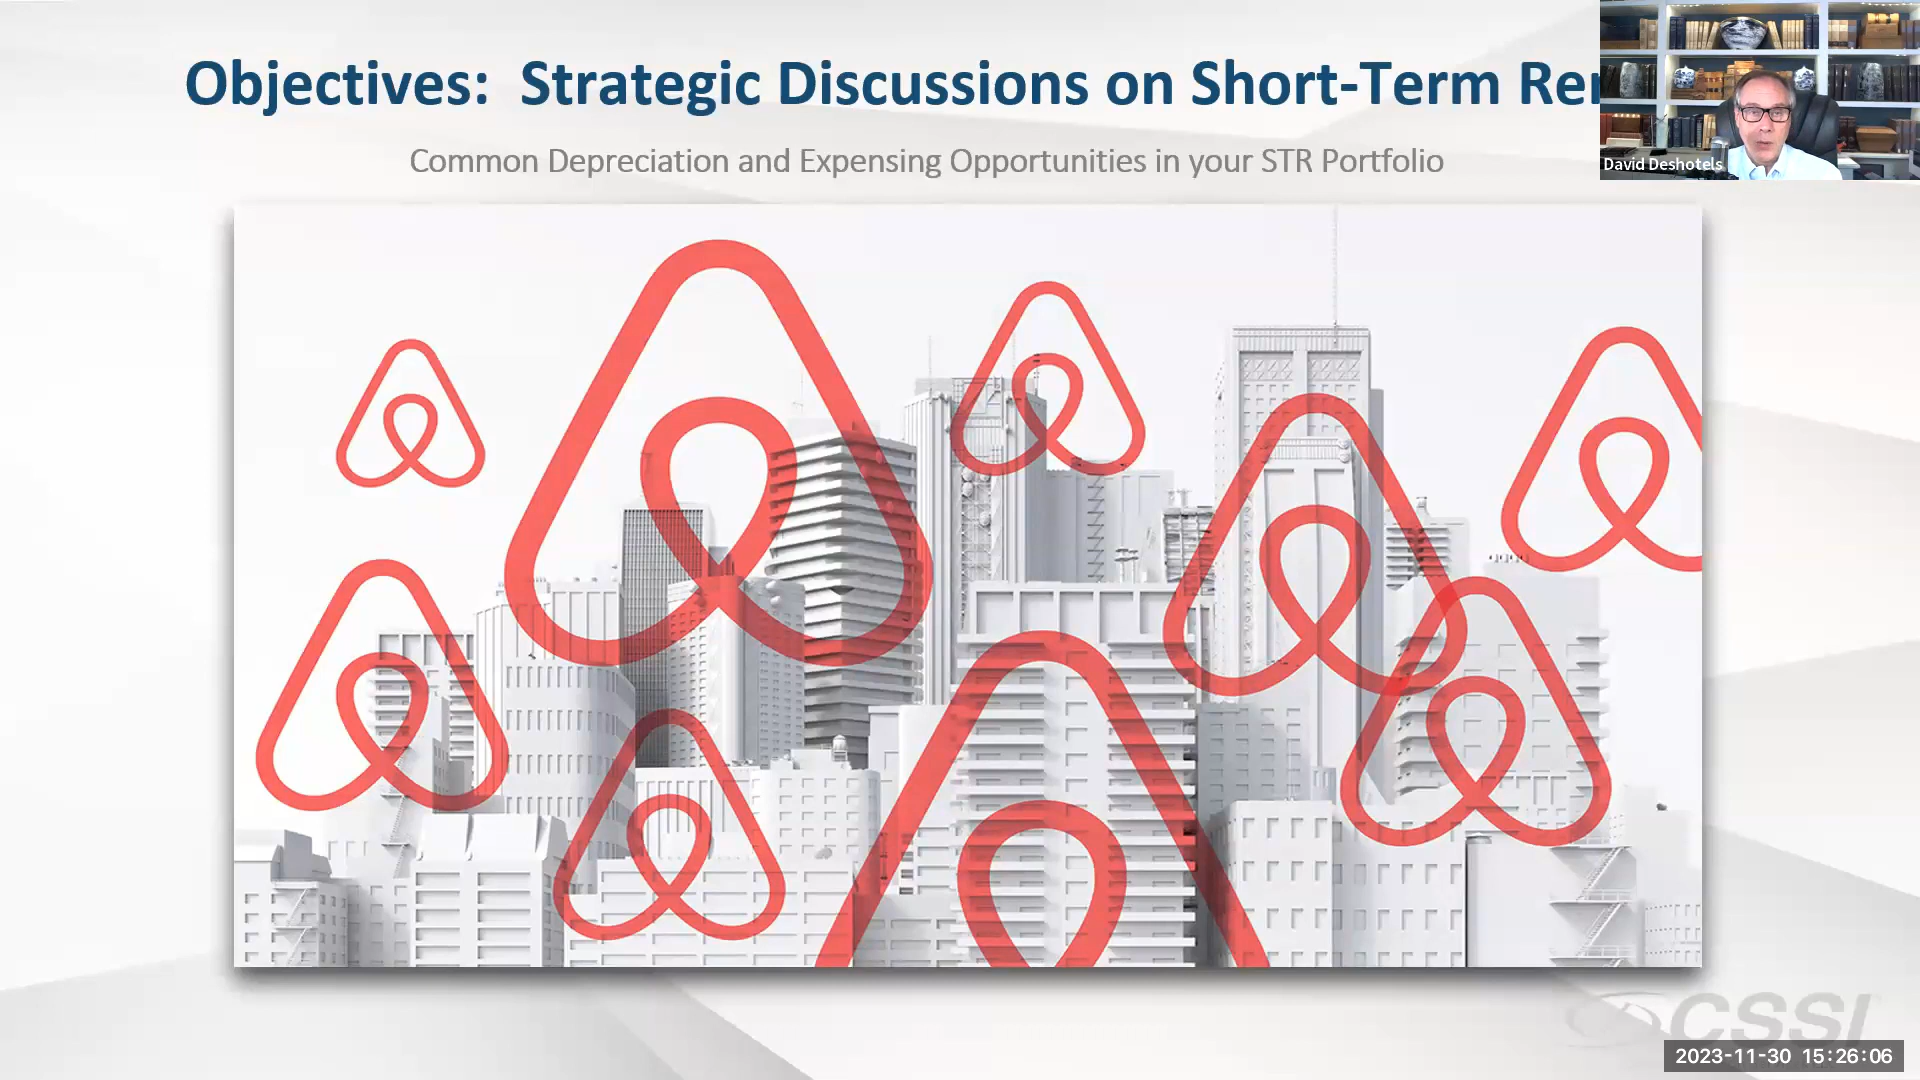 Objectives:  Strategic Discussions on Short-Term Ren
Common Depreciation and Expensing Opportunities in your STR Portfolio
David Deshotels
CSSI
2023-11-30 15:26:06